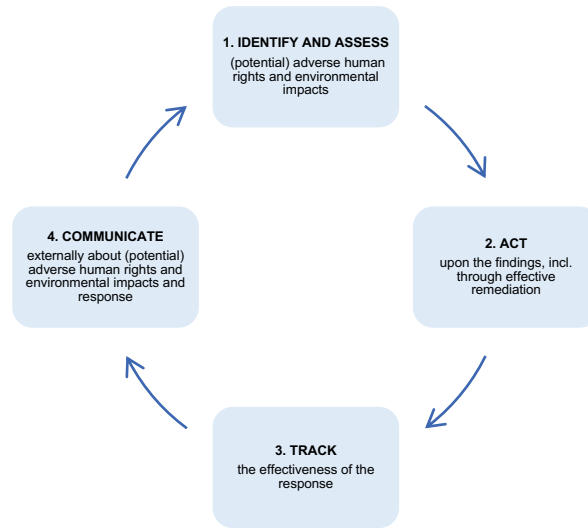 1. IDENTIFY AND ASSESS
(potential) adverse human
rights and environmental
impacts
2. ACT
upon the findings, incl.
through effective
remediation
3. TRACK
the effectiveness of the
response
4. COMMUNICATE
externally about (potential)
adverse human rights and
environmental impacts and
response